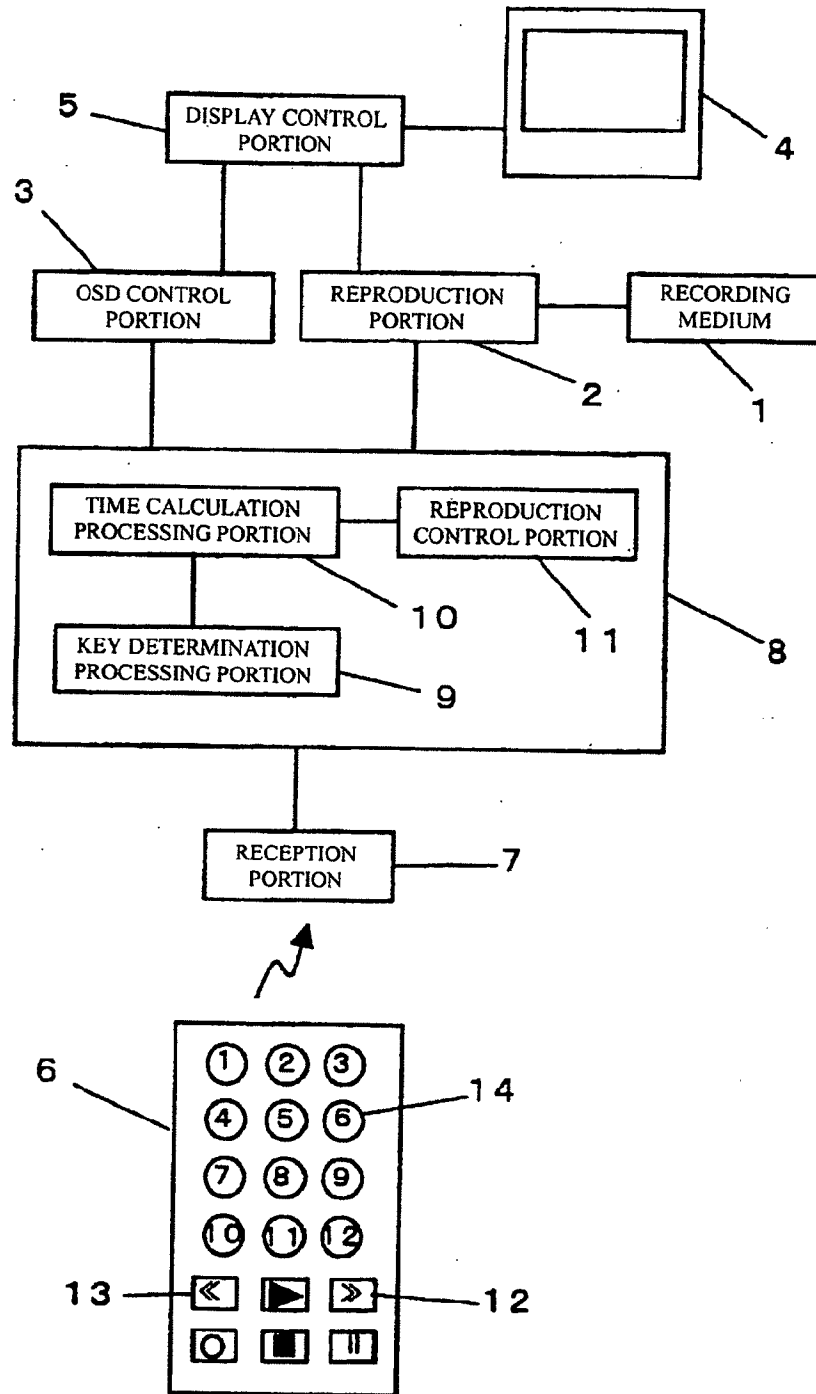 5
DISPLAY CONTROL
PORTION
4
3
OSD CONTROL
PORTION
REPRODUCTION
PORTION
RECORDING
MEDIUM
2
1
TIME CALCULATION
PROCESSING PORTION
REPRODUCTION
CONTROL PORTION
10
11
8
KEY DETERMINATION
PROCESSING PORTION
9
RECEPTION
PORTION
7
6
1 2 3
4 5 6
14
7 8 9
10 11 12
13
12